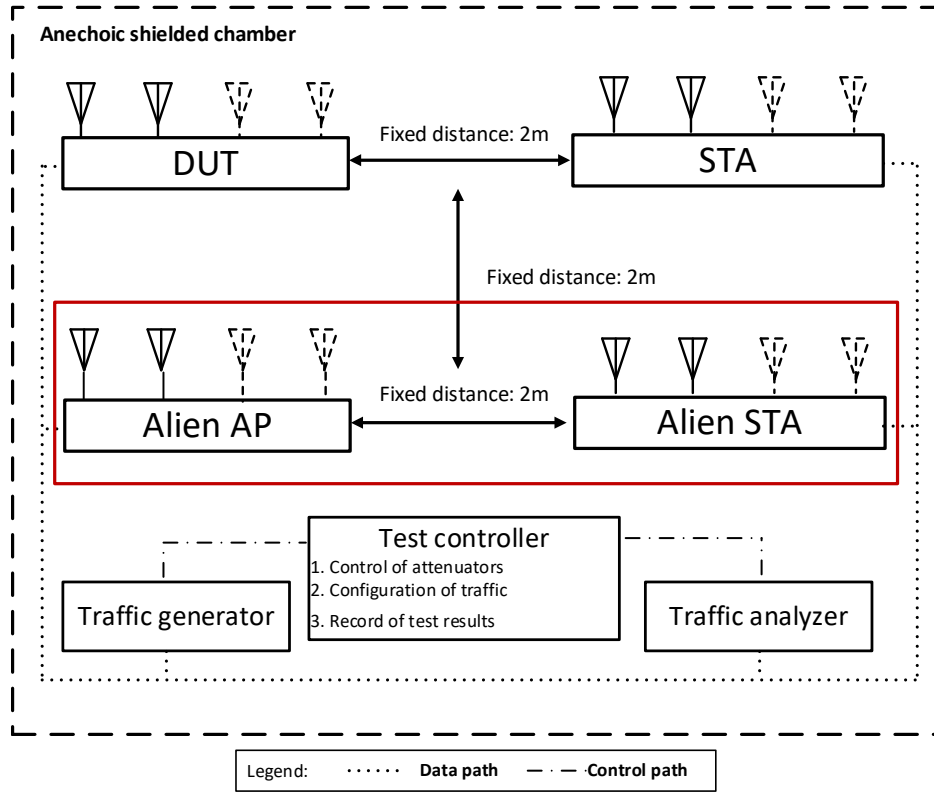 Anechoic shielded chamber
Fixed distance: 2m
DUT
STA
Fixed distance: 2m
Fixed distance: 2m
Alien AP
Alien STA
Test controller
1. Control of attenuators
2. Configuration of traffic
3. Record of test results
Traffic generator
Traffic analyzer
Legend:
Data path
Control path